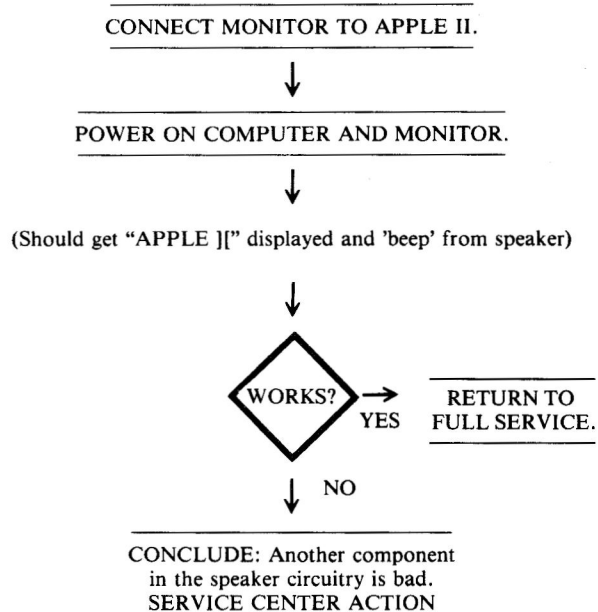 CONNECT MONITOR TO APPLE II.
POWER ON COMPUTER AND MONITOR.
(Should get “APPLE ][” displayed and 'beep' from speaker)
WORKS?
YES
RETURN TO
FULL SERVICE.
NO
CONCLUDE: Another component
in the speaker circuitry is bad.
SERVICE CENTER ACTION